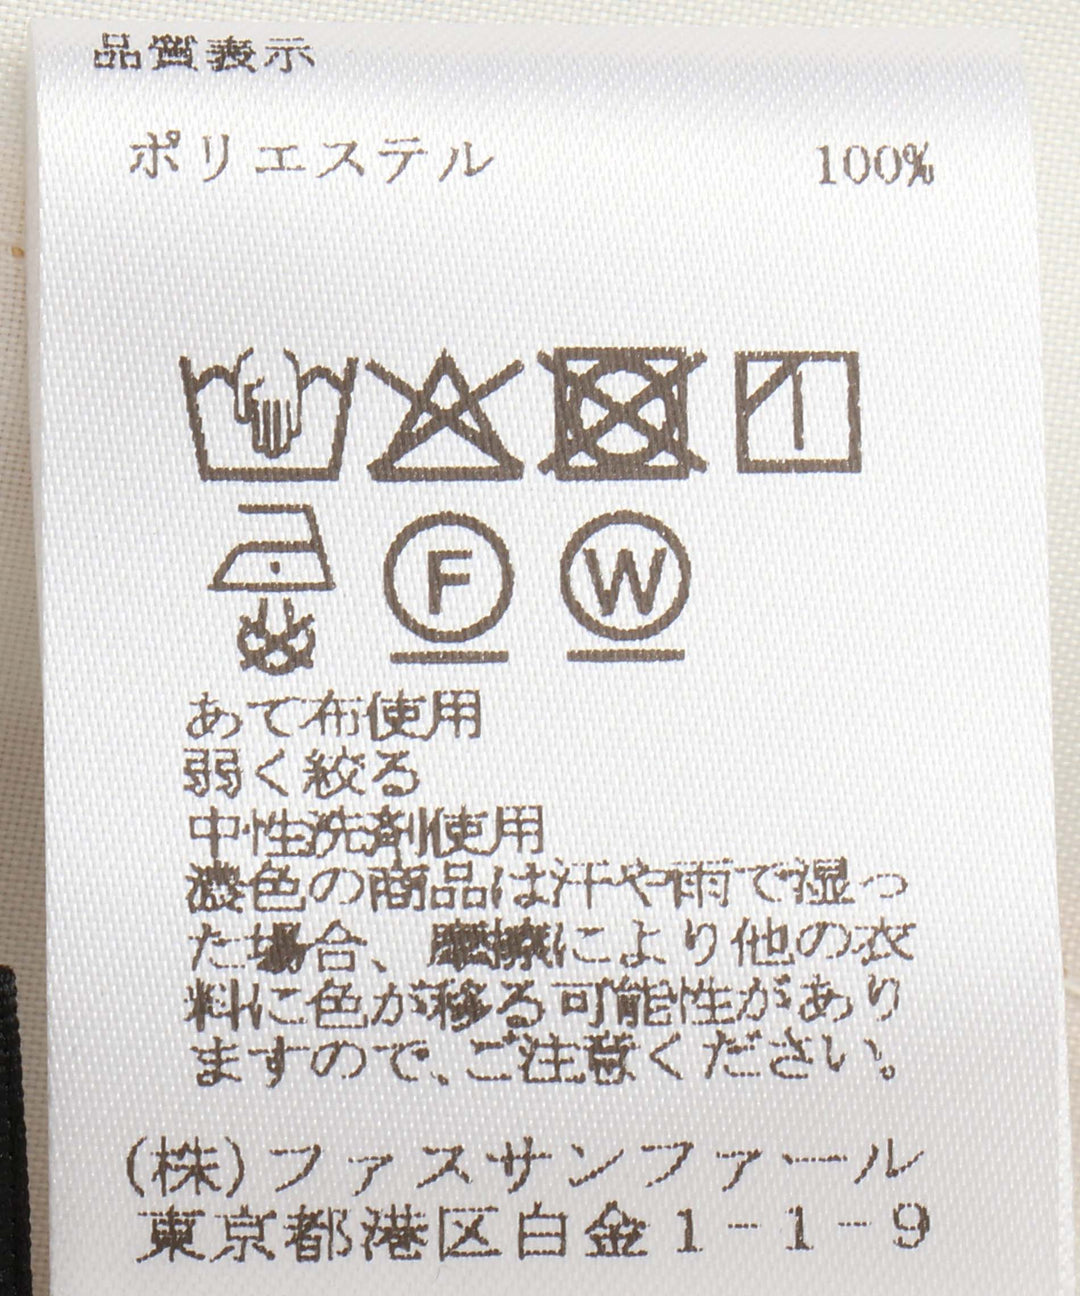 品質表示
ポリエステル 100%
F W
あて布使用
弱く絞る
中性洗剤使用
濃色の商品は汗や雨で湿っ
た場合、摩擦により他の衣
料に色が移る可能性があり
ますので、ご注意ください。
(株)ファスサンファール
東京都港区白金1-1-9